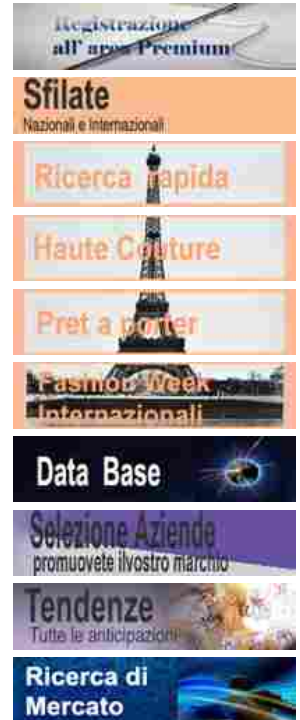 Registrazione
all' area Premium
Sfilate
Nazionali e Internazionali
Ricerca rapida
Haute Couture
Pret a porter
Fashion Week
Internazionali
Data Base
Selezione Aziende
promuovete ilvostro marchio
Tendenze
Tutte le anticipazioni
Ricerca di
Mercato